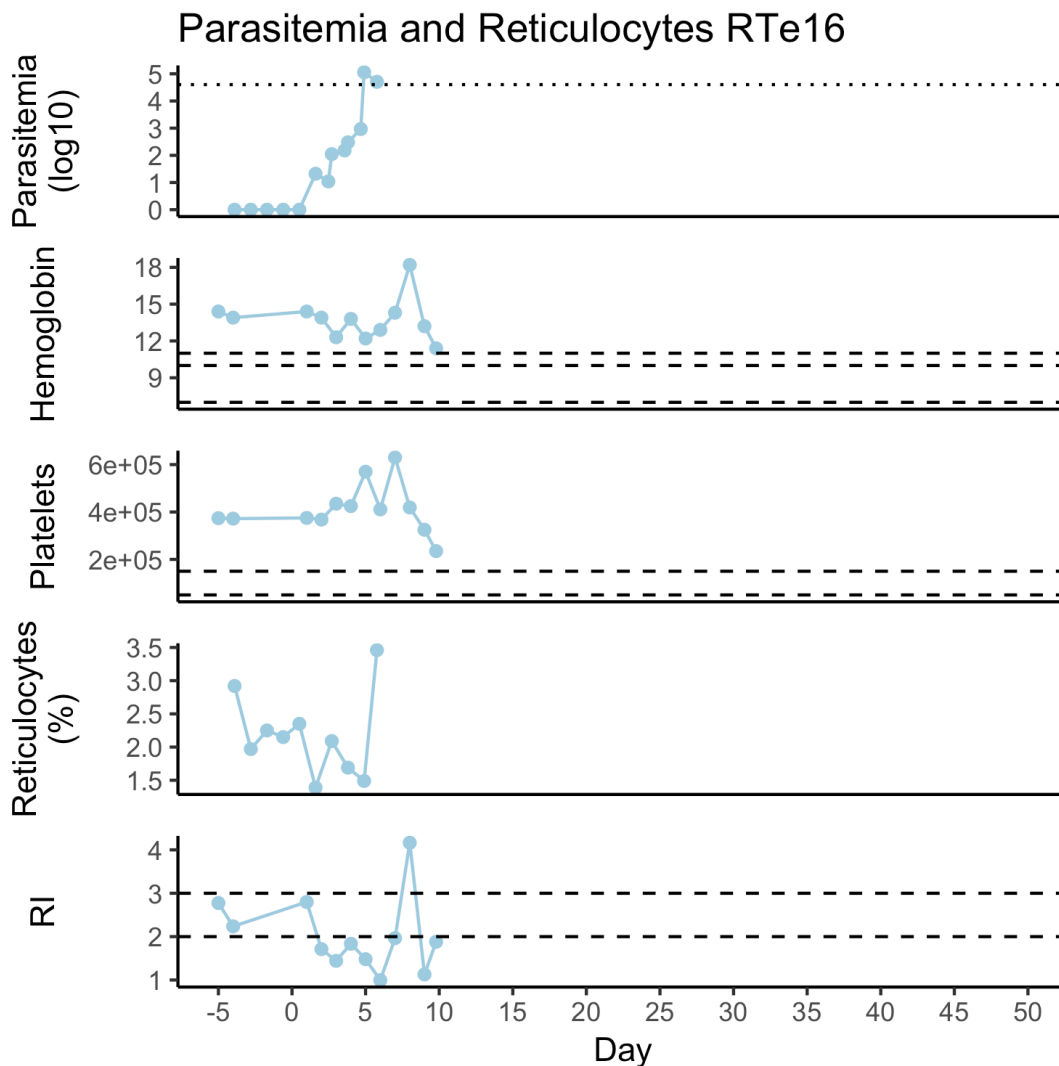 Parasitemia and Reticulocytes RTe16
Parasitemia
(log10)
5
4
3
2
1
0
Hemoglobin
18
15
12
9
Platelets
6e+05
4e+05
2e+05
Reticulocytes
(%)
3.5
3.0
2.5
2.0
1.5
RI
4
3
2
1
-5 0 5 10 15 20 25 30 35 40 45 50
Day